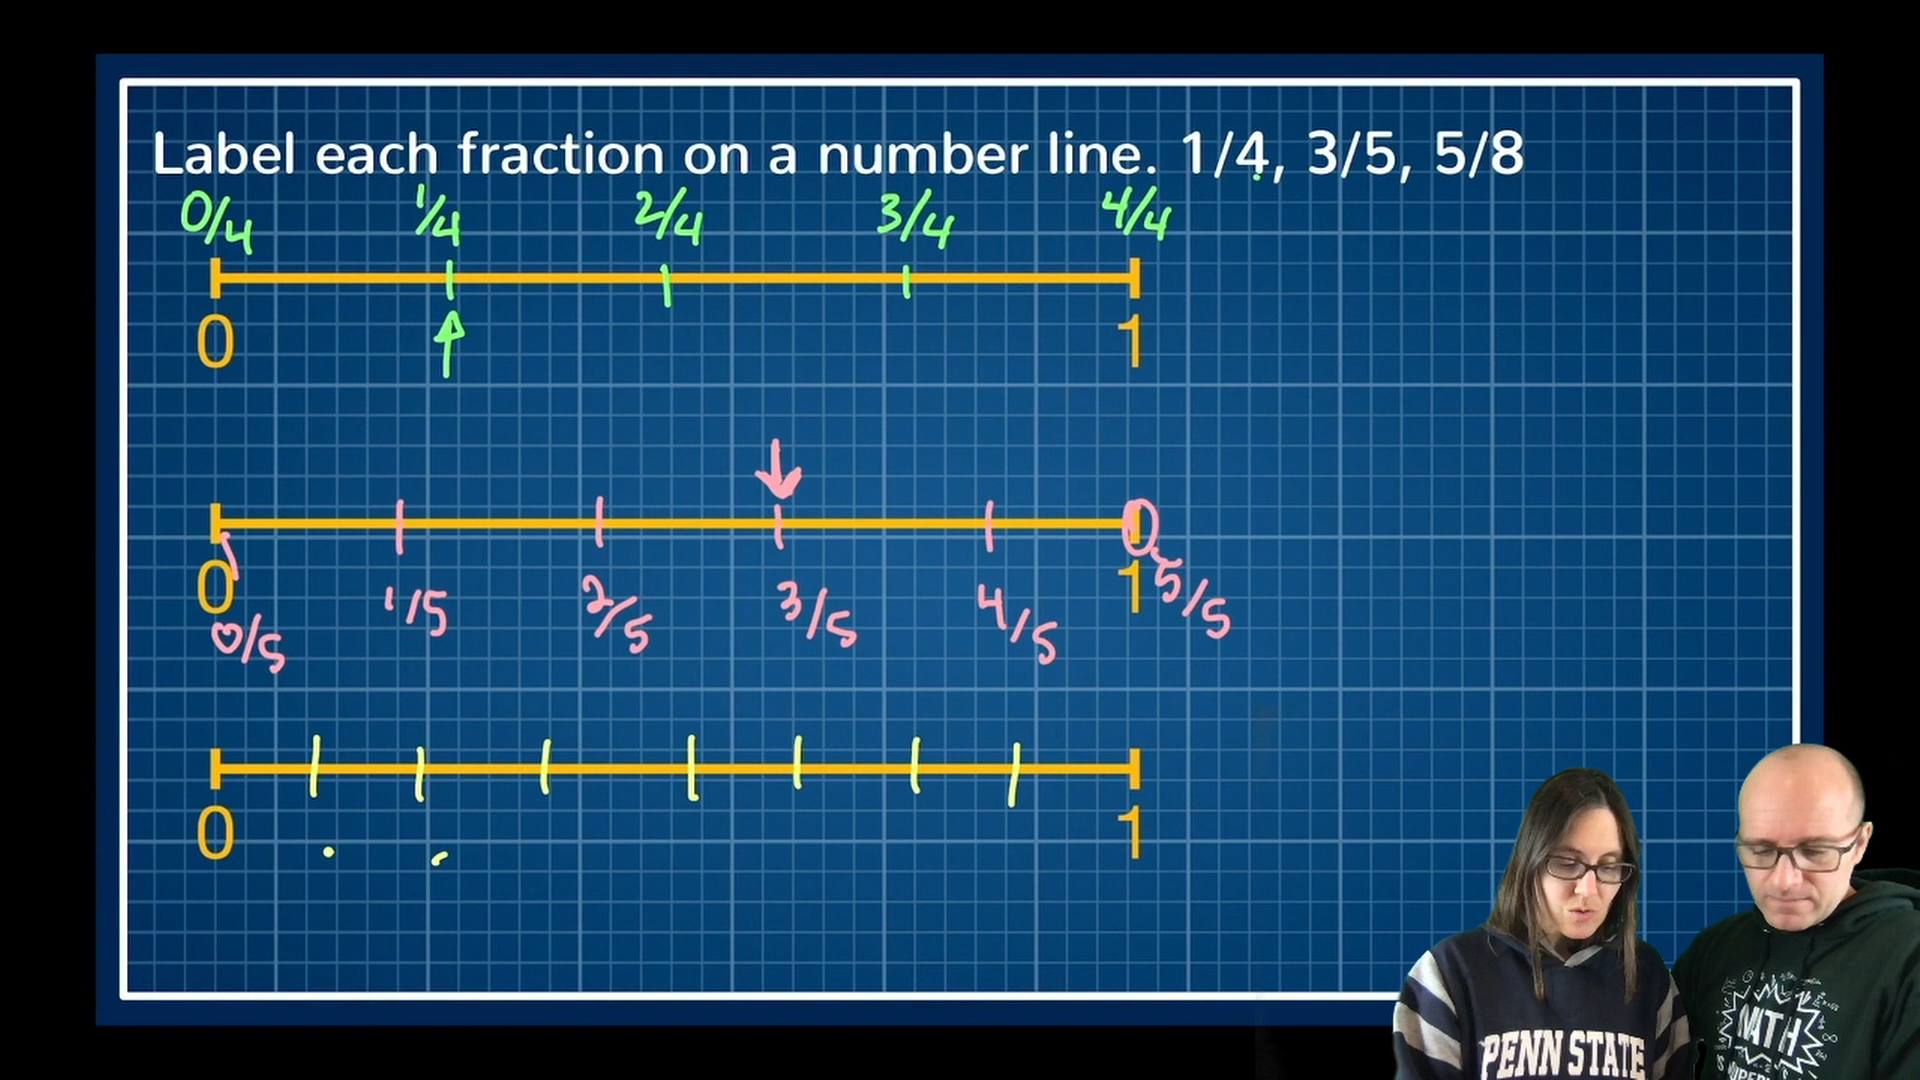 Label each fraction on a number line. 1/4, 3/5, 5/8
0/4 1/4 2/4 3/4 4/4
0 1
0 1
0/5 1/5 2/5 3/5 4/5 5/5
0 1
PENN STATE
MATH